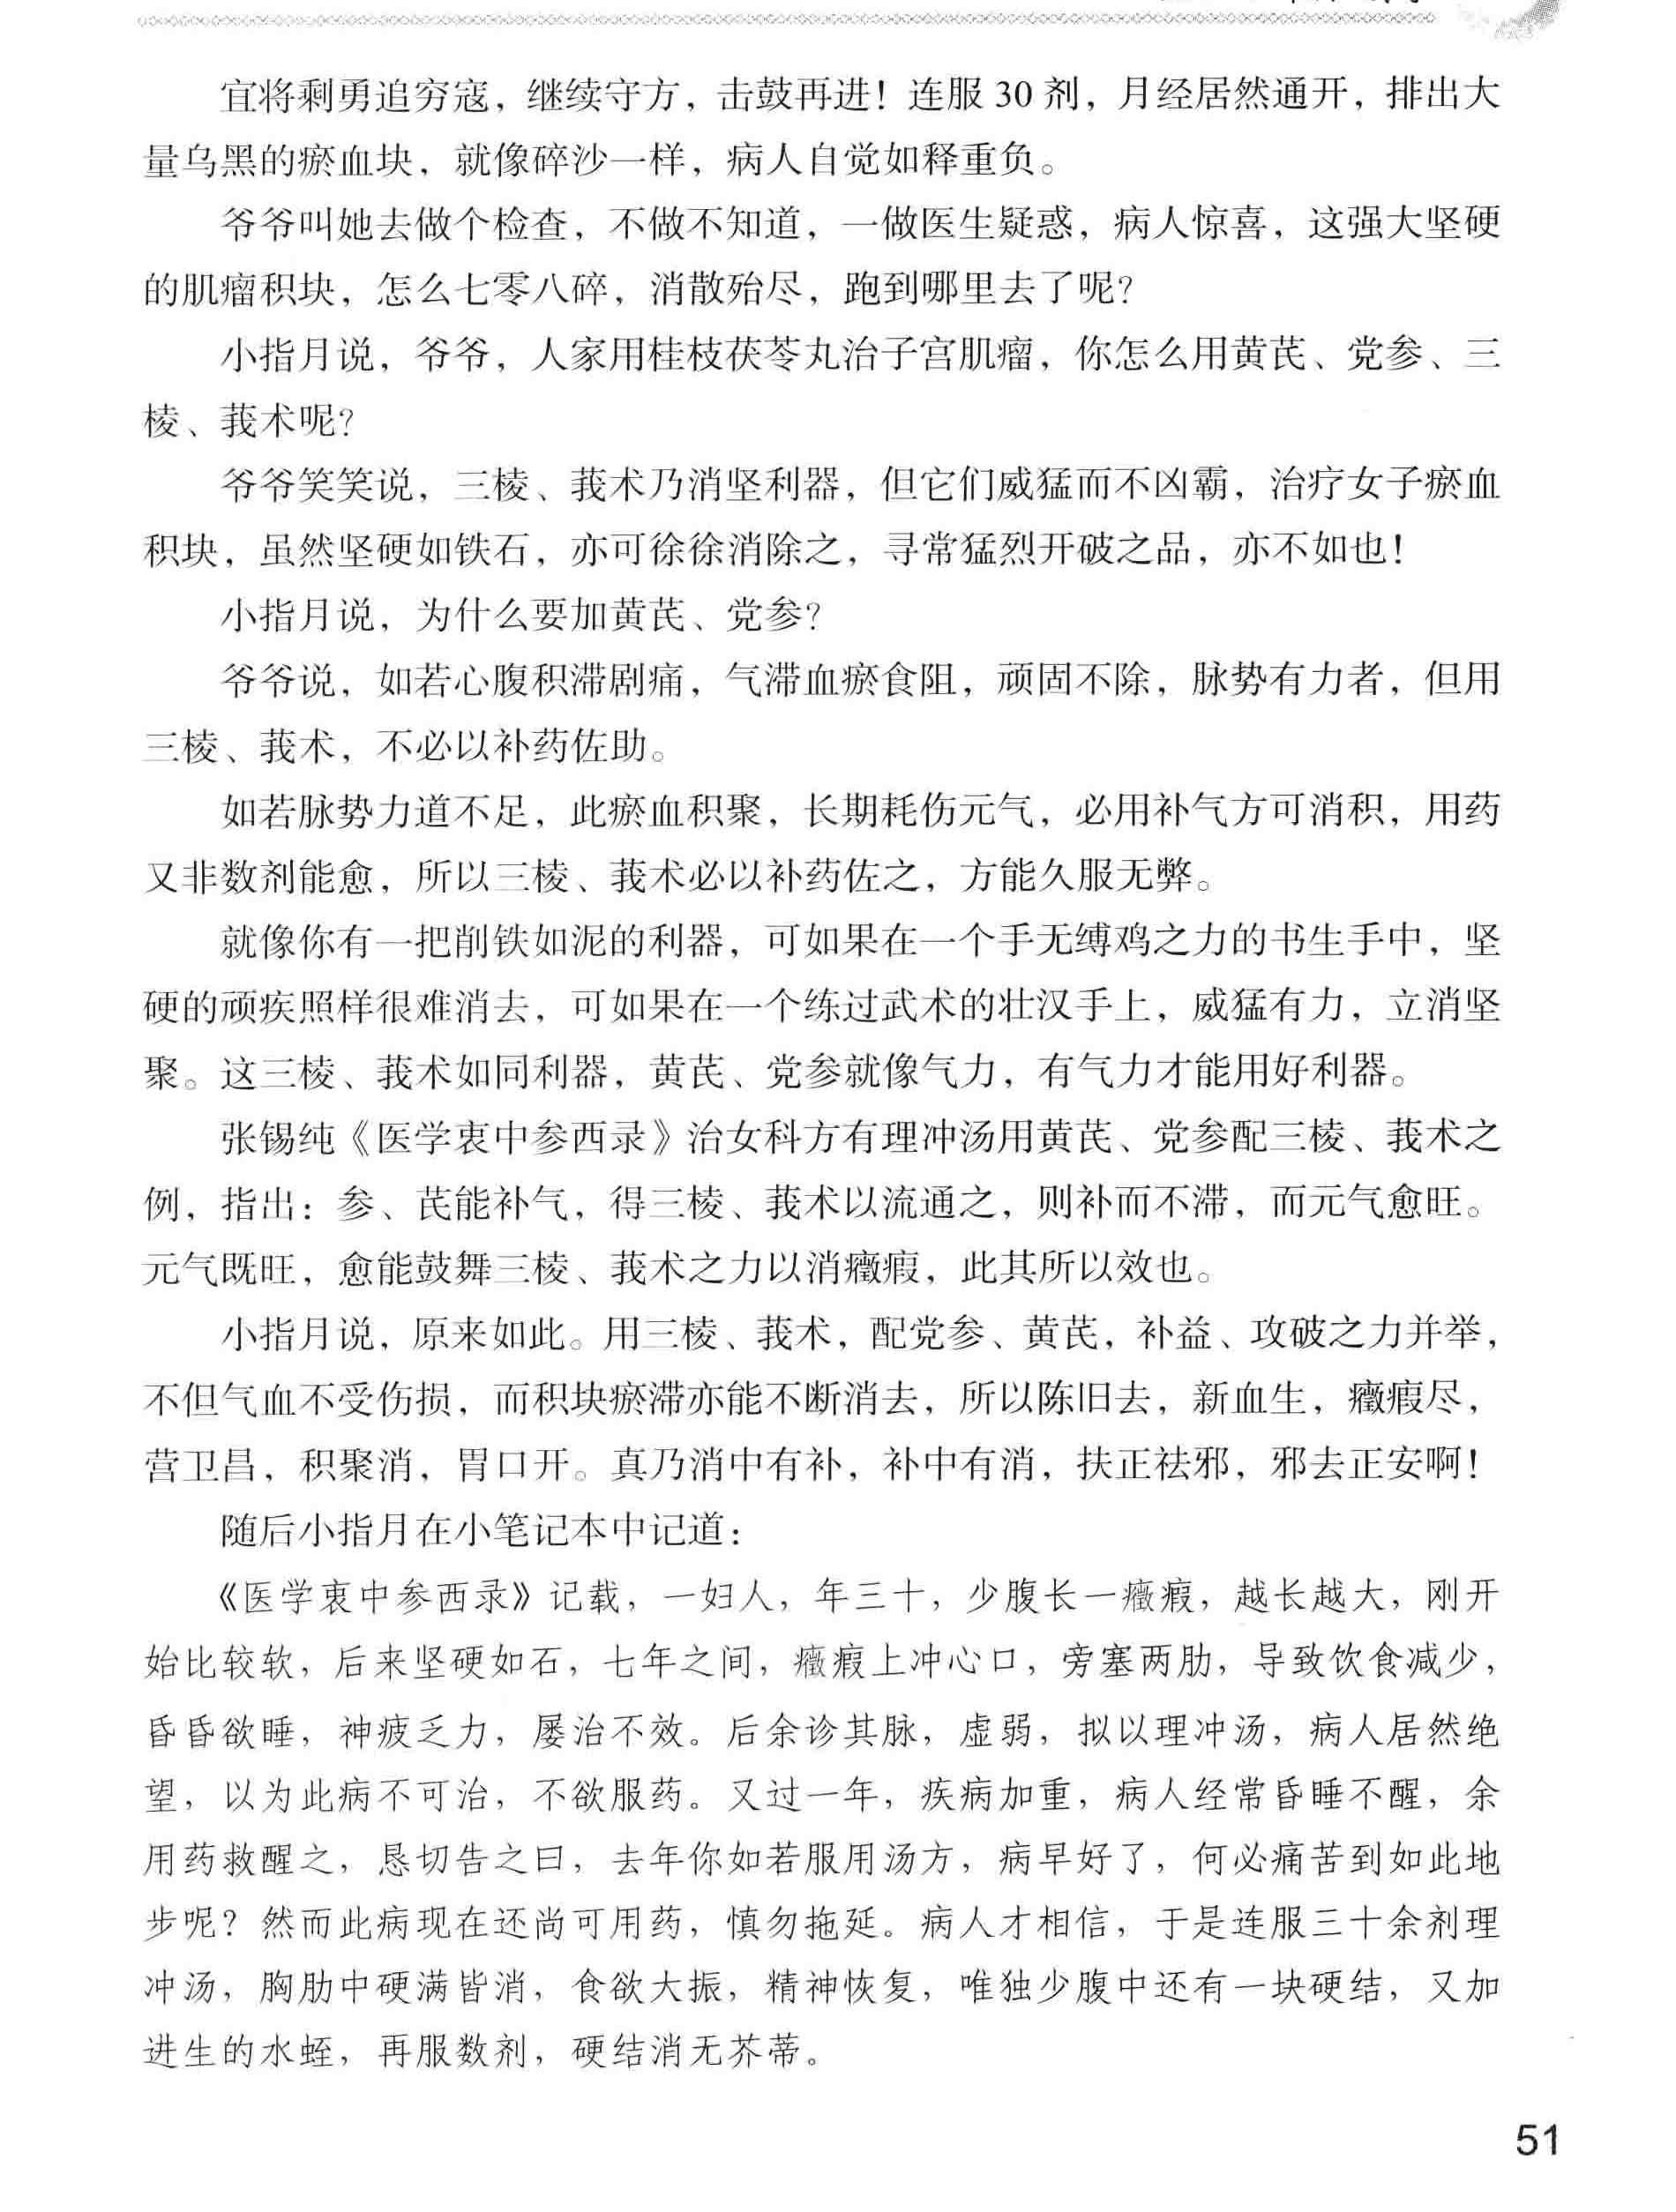 宜将剩勇追穷寇，继续守方，击鼓再进！连服 30 剂，月经居然通开，排出大
量乌黑的瘀血块，就像碎沙一样，病人自觉如释重负。
爷爷叫她去做个检查，不做不知道，一做医生疑惑，病人惊喜，这强大坚硬
的肌瘤积块，怎么七零八碎，消散殆尽，跑到哪里去了呢？
小指月说，爷爷，人家用桂枝茯苓丸治子宫肌瘤，你怎么用黄芪、党参、三
棱、莪术呢？
爷爷笑笑说，三棱、莪术乃消坚利器，但它们威猛而不凶霸，治疗女子瘀血
积块，虽然坚硬如铁石，亦可徐徐消除之，寻常猛烈开破之品，亦不如也！
小指月说，为什么要加黄芪、党参？
爷爷说，如若心腹积滞剧痛，气滞血瘀食阻，顽固不除，脉势有力者，但用
三棱、莪术，不必以补药佐助。
如若脉势力道不足，此瘀血积聚，长期耗伤元气，必用补气方可消积，用药
又非数剂能愈，所以三棱、莪术必以补药佐之，方能久服无弊。
就像你有一把削铁如泥的利器，可如果在一个手无缚鸡之力的书生手中，坚
硬的顽疾照样很难消去，可如果在一个练过武术的壮汉手上，威猛有力，立消坚
聚。这三棱、莪术如同利器，黄芪、党参就像气力，有气力才能用好利器。
张锡纯《医学衷中参西录》治女科方有理冲汤用黄芪、党参配三棱、莪术之
例，指出：参、芪能补气，得三棱、莪术以流通之，则补而不滞，而元气愈旺。
元气既旺，愈能鼓舞三棱、莪术之力以消癥瘕，此其所以效也。
小指月说，原来如此。用三棱、莪术，配党参、黄芪，补益、攻破之力并举，
不但气血不受伤损，而积块瘀滞亦能不断消去，所以陈旧去，新血生，癥瘕尽，
营卫昌，积聚消，胃口开。真乃消中有补，补中有消，扶正祛邪，邪去正安啊！
随后小指月在小笔记本中记道：
《医学衷中参西录》记载，一妇人，年三十，少腹长一癥瘕，越长越大，刚开
始比较软，后来坚硬如石，七年之间，癥瘕上冲心口，旁塞两肋，导致饮食减少，
昏昏欲睡，神疲乏力，屡治不效。后余诊其脉，虚弱，拟以理冲汤，病人居然绝
望，以为此病不可治，不欲服药。又过一年，疾病加重，病人经常昏睡不醒，余
用药救醒之，恳切告之曰，去年你如若服用汤方，病早好了，何必痛苦到如此地
步呢？然而此病现在还尚可用药，慎勿拖延。病人才相信，于是连服三十余剂理
冲汤，胸肋中硬满皆消，食欲大振，精神恢复，唯独少腹中还有一块硬结，又加
进生的水蛭，再服数剂，硬结消无芥蒂。
51